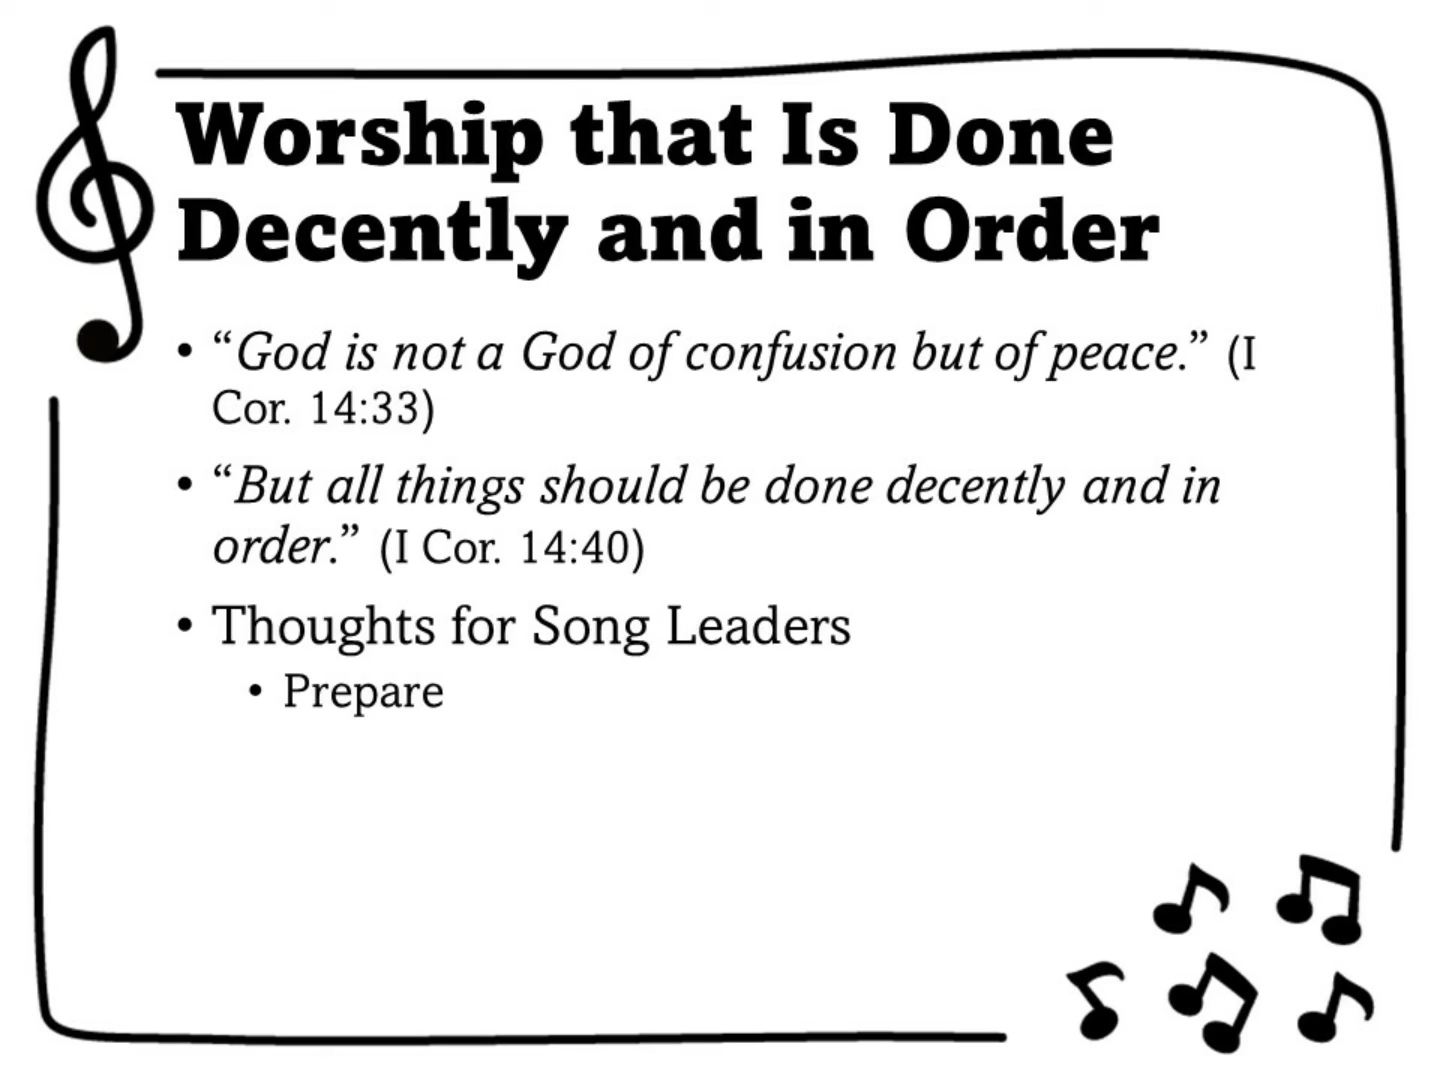 Worship that Is Done
Decently and in Order
• “God is not a God of confusion but of peace.” (I
Cor. 14:33)
• “But all things should be done decently and in
order.” (I Cor. 14:40)
• Thoughts for Song Leaders
• Prepare